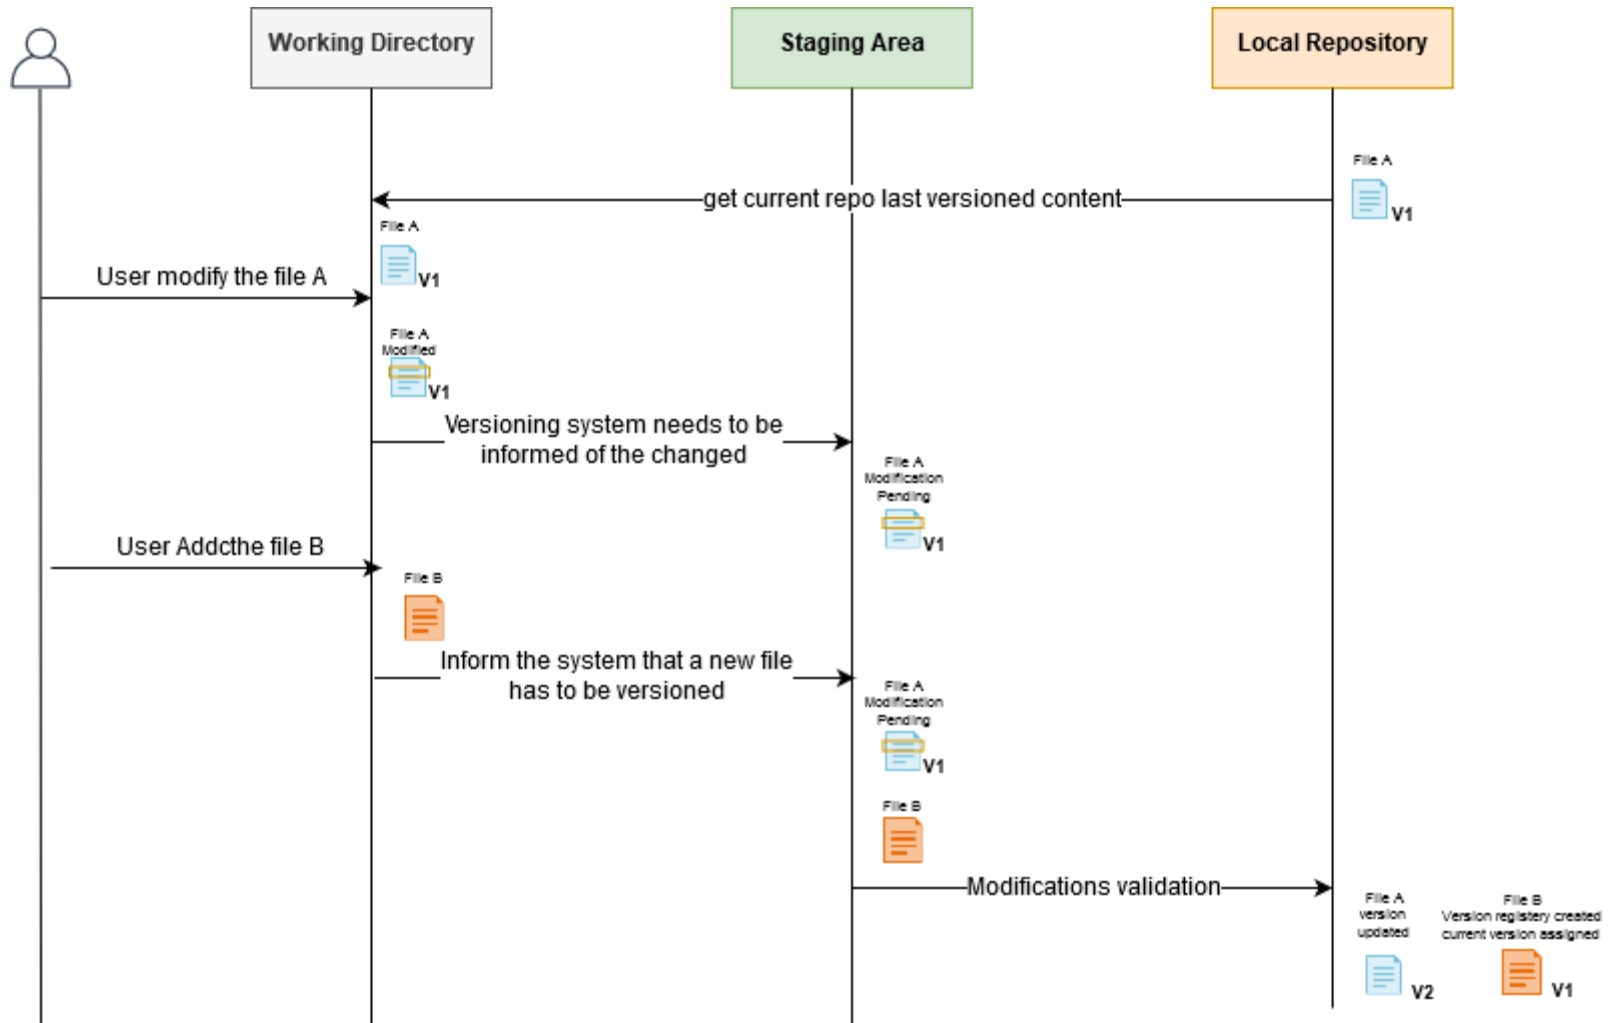 Working Directory
Staging Area
Local Repository
File A
get current repo last versioned content
V1
File A
User modify the file A
V1
File A
Modified
V1
Versioning system needs to be
informed of the changed
File A
Modification
Pending
V1
User Addcthe file B
File B
Inform the system that a new file
has to be versioned
File A
Modification
Pending
V1
File B
Modifications validation
File A
version
updated
V2
File B
Version registery created
current version assigned
V1